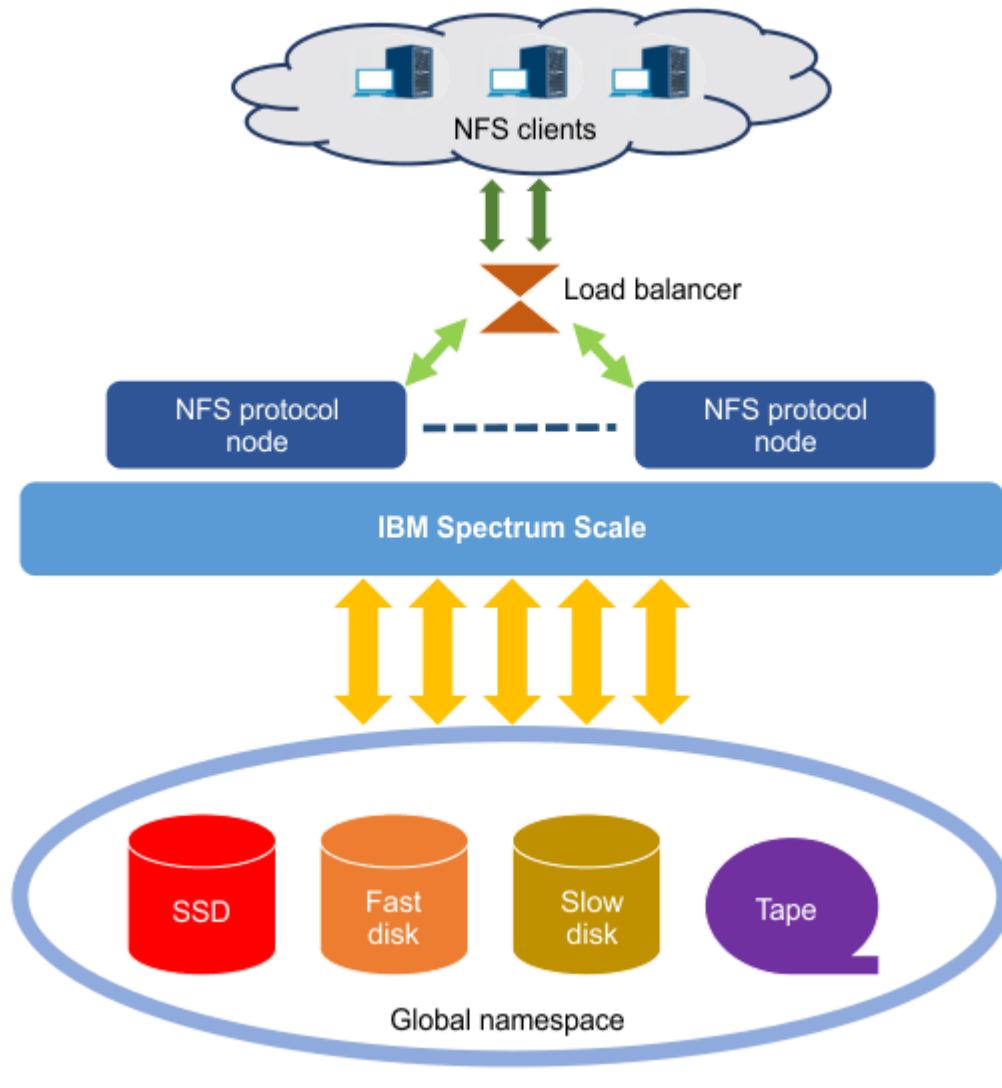 NFS clients
Load balancer
NFS protocol
node
NFS protocol
node
IBM Spectrum Scale
SSD
Fast
disk
Slow
disk
Tape
Global namespace